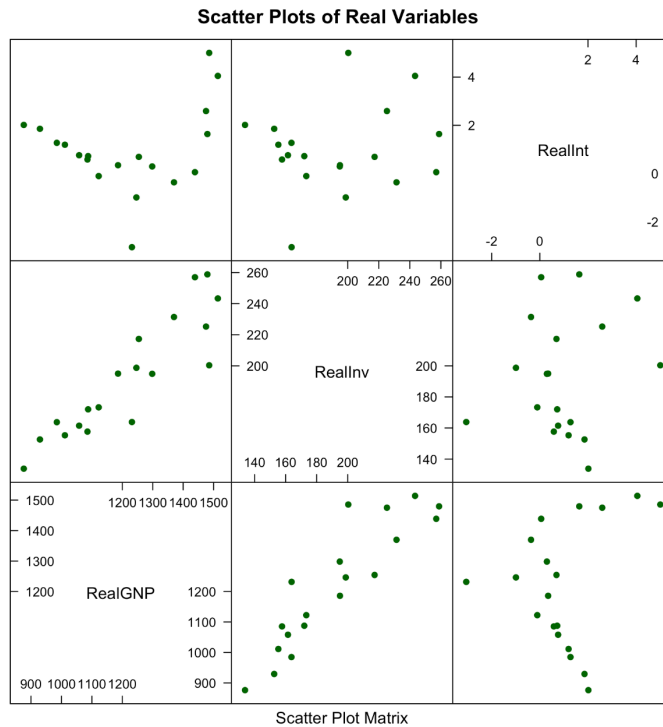 Scatter Plots of Real Variables
2 4
4
2
RealInt
0
-2
-2 0
200 220 240 260
260
240
220
200
RealInv
200
180
160
140
140 160 180 200
1200 1300 1400 1500
1500
1400
1300
1200
RealGNP
1200
1100
1000
900
900 1000 1100 1200
Scatter Plot Matrix